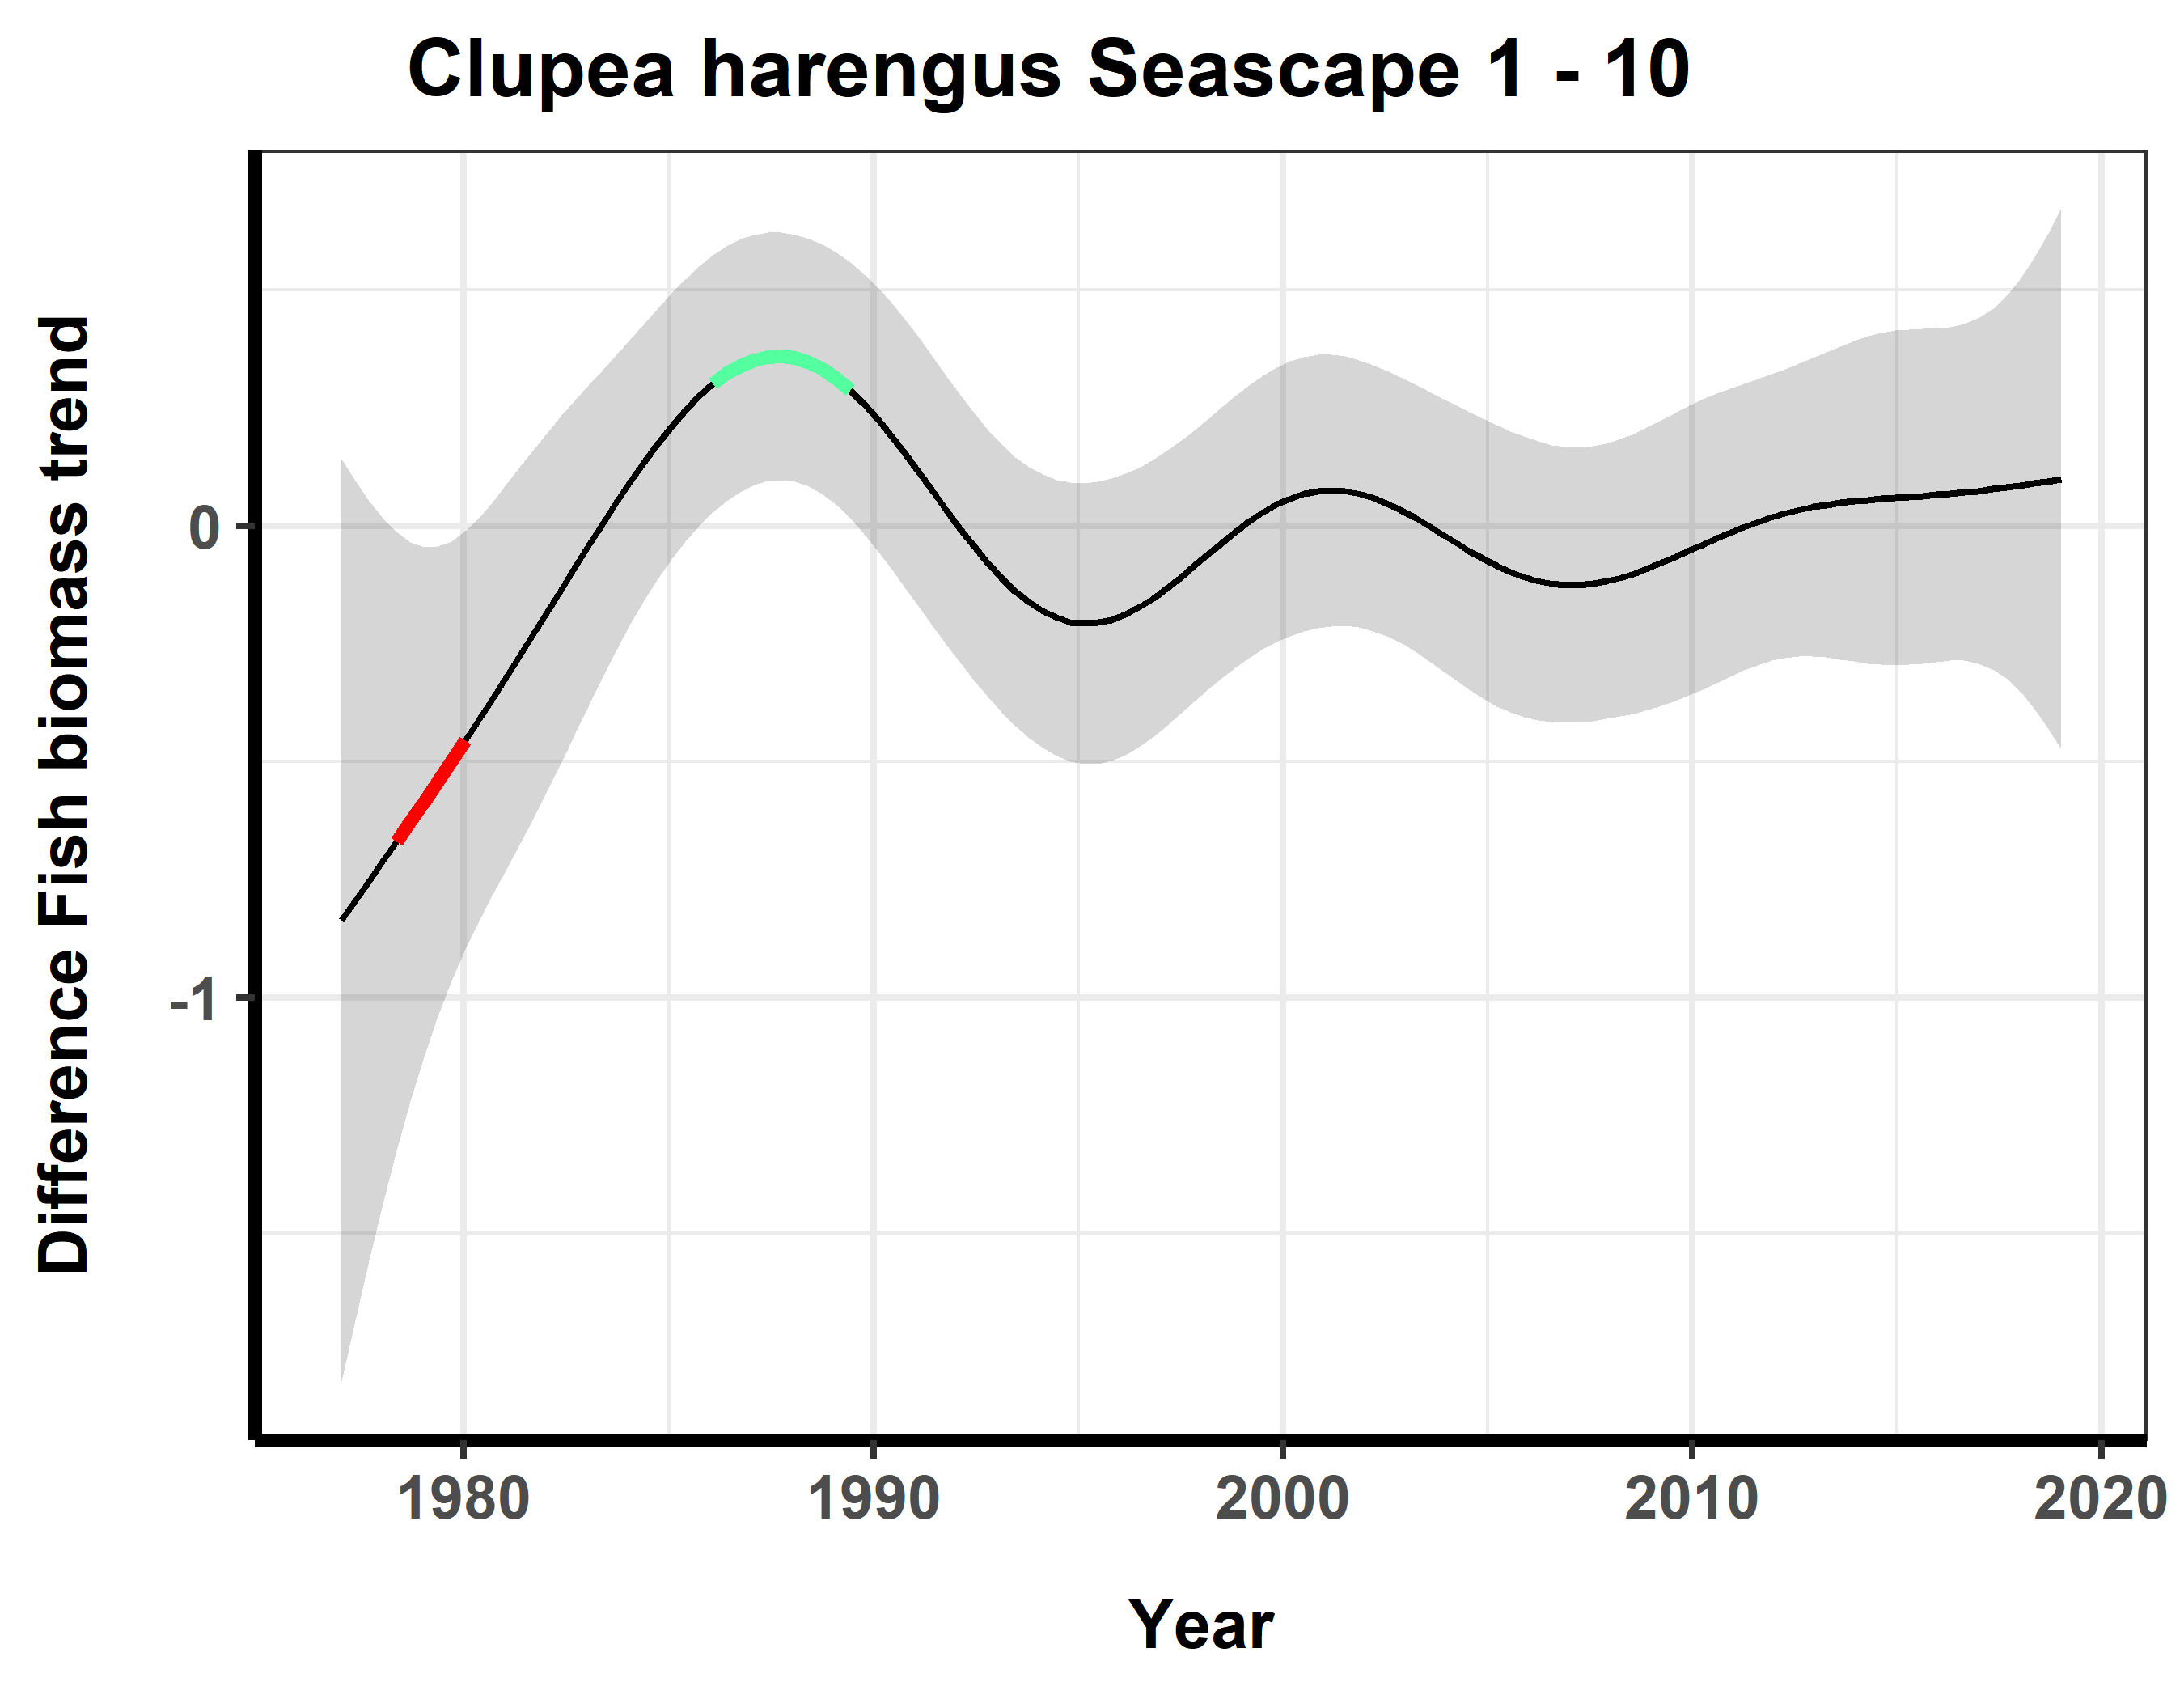 Clupea harengus Seascape 1 - 10
Difference Fish biomass trend
0
-1
1980 1990 2000 2010 2020
Year